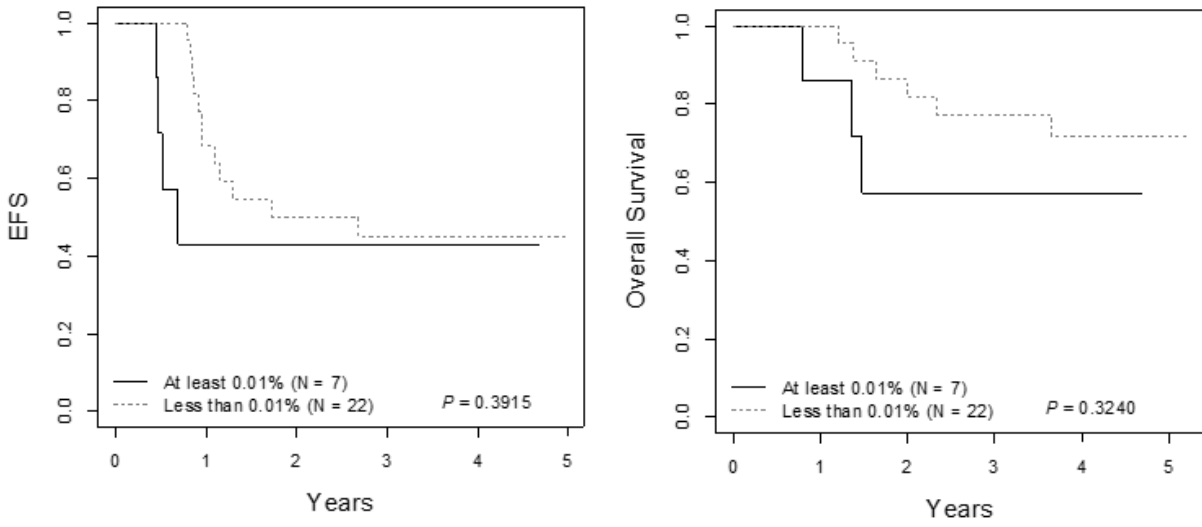 EFS
1.0
0.8
0.6
0.4
0.2
0.0
At least 0.01% (N = 7)
Less than 0.01% (N = 22)
P = 0.3915
0 1 2 3 4 5
Years
Overall Survival
1.0
0.8
0.6
0.4
0.2
0.0
At least 0.01% (N = 7)
Less than 0.01% (N = 22)
P = 0.3240
0 1 2 3 4 5
Years